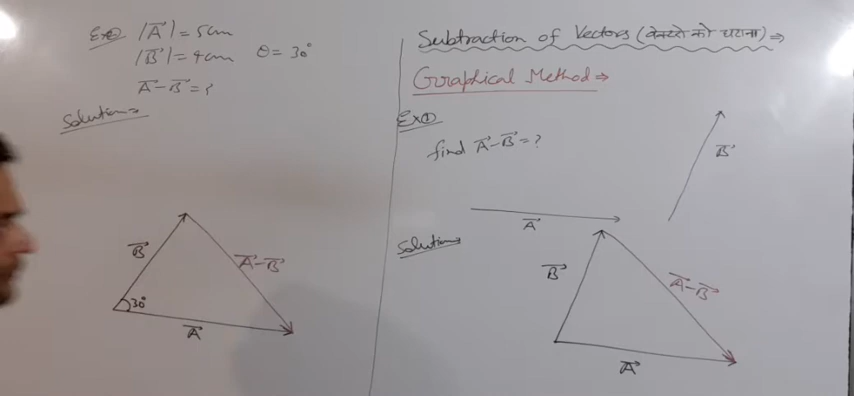 Ex② |A⃗| = 5cm
|B⃗| = 4cm θ = 30°
A⃗-B⃗ = ?
Solution⇒
B⃗
A⃗-B⃗
30°
A⃗
Subtraction of Vectors (वेक्टरो को घटाना) ⇒
Graphical Method ⇒
Ex①
find A⃗-B⃗ = ?
B⃗
A⃗
Solution⇒
B⃗
A⃗-B⃗
A⃗